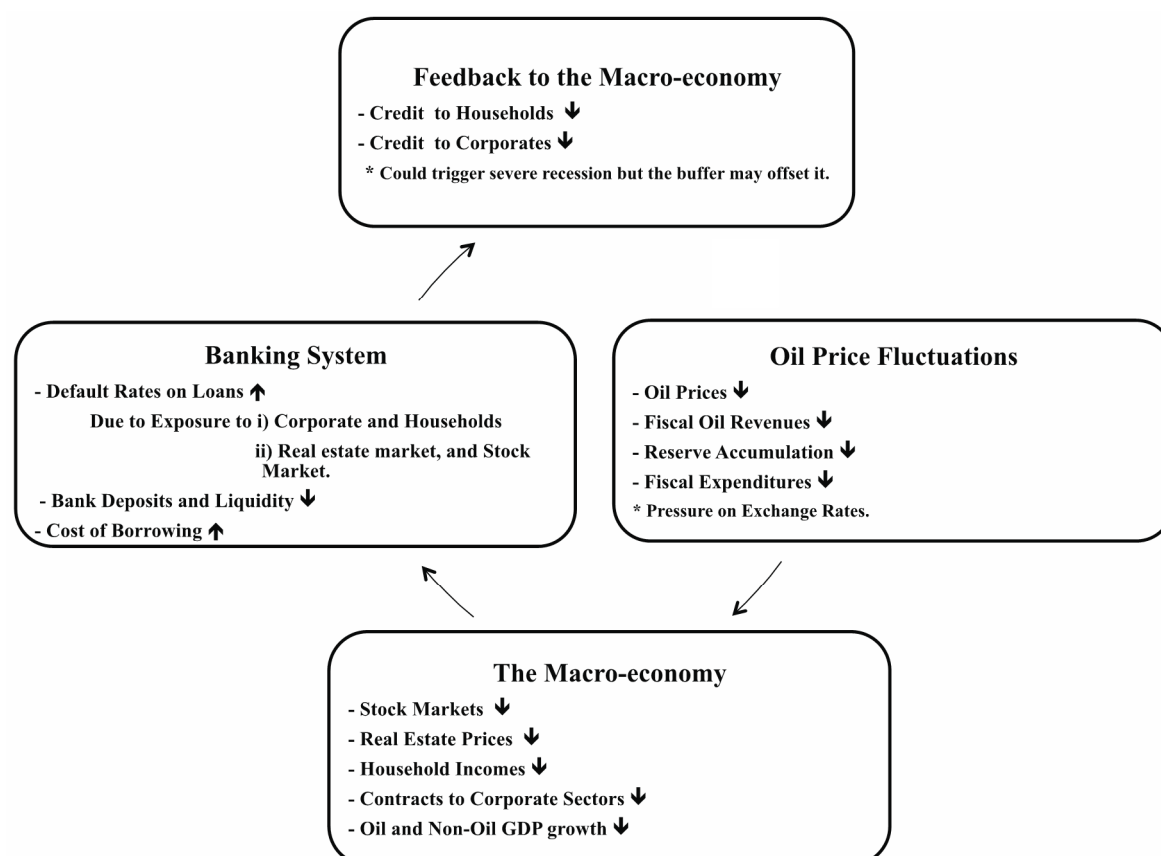 Feedback to the Macro-economy
- Credit to Households ↓
- Credit to Corporates ↓
* Could trigger severe recession but the buffer may offset it.
Banking System
- Default Rates on Loans ↑
Due to Exposure to i) Corporate and Households
ii) Real estate market, and Stock
Market.
- Bank Deposits and Liquidity ↓
- Cost of Borrowing ↑
Oil Price Fluctuations
- Oil Prices ↓
- Fiscal Oil Revenues ↓
- Reserve Accumulation ↓
- Fiscal Expenditures ↓
* Pressure on Exchange Rates.
The Macro-economy
- Stock Markets ↓
- Real Estate Prices ↓
- Household Incomes ↓
- Contracts to Corporate Sectors ↓
- Oil and Non-Oil GDP growth ↓